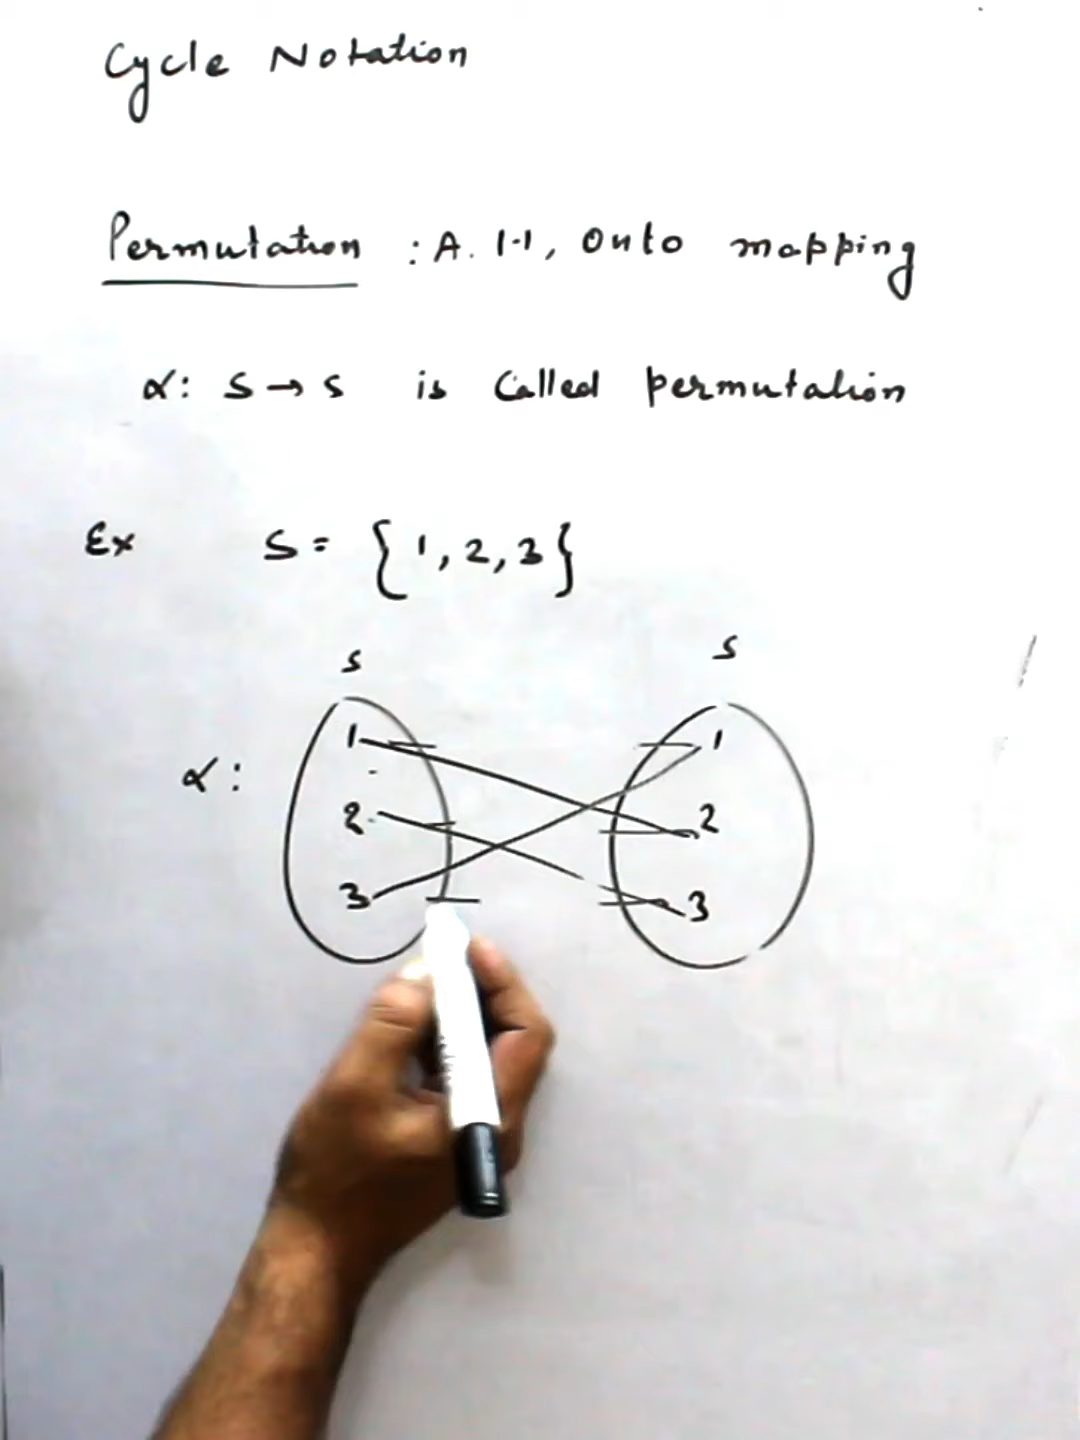 Cycle Notation
Permutation : A. 1-1, Onto mapping
α: S → S is Called permutation
Ex S = {1, 2, 3}
S S
α: 1 1
2 2
3 3